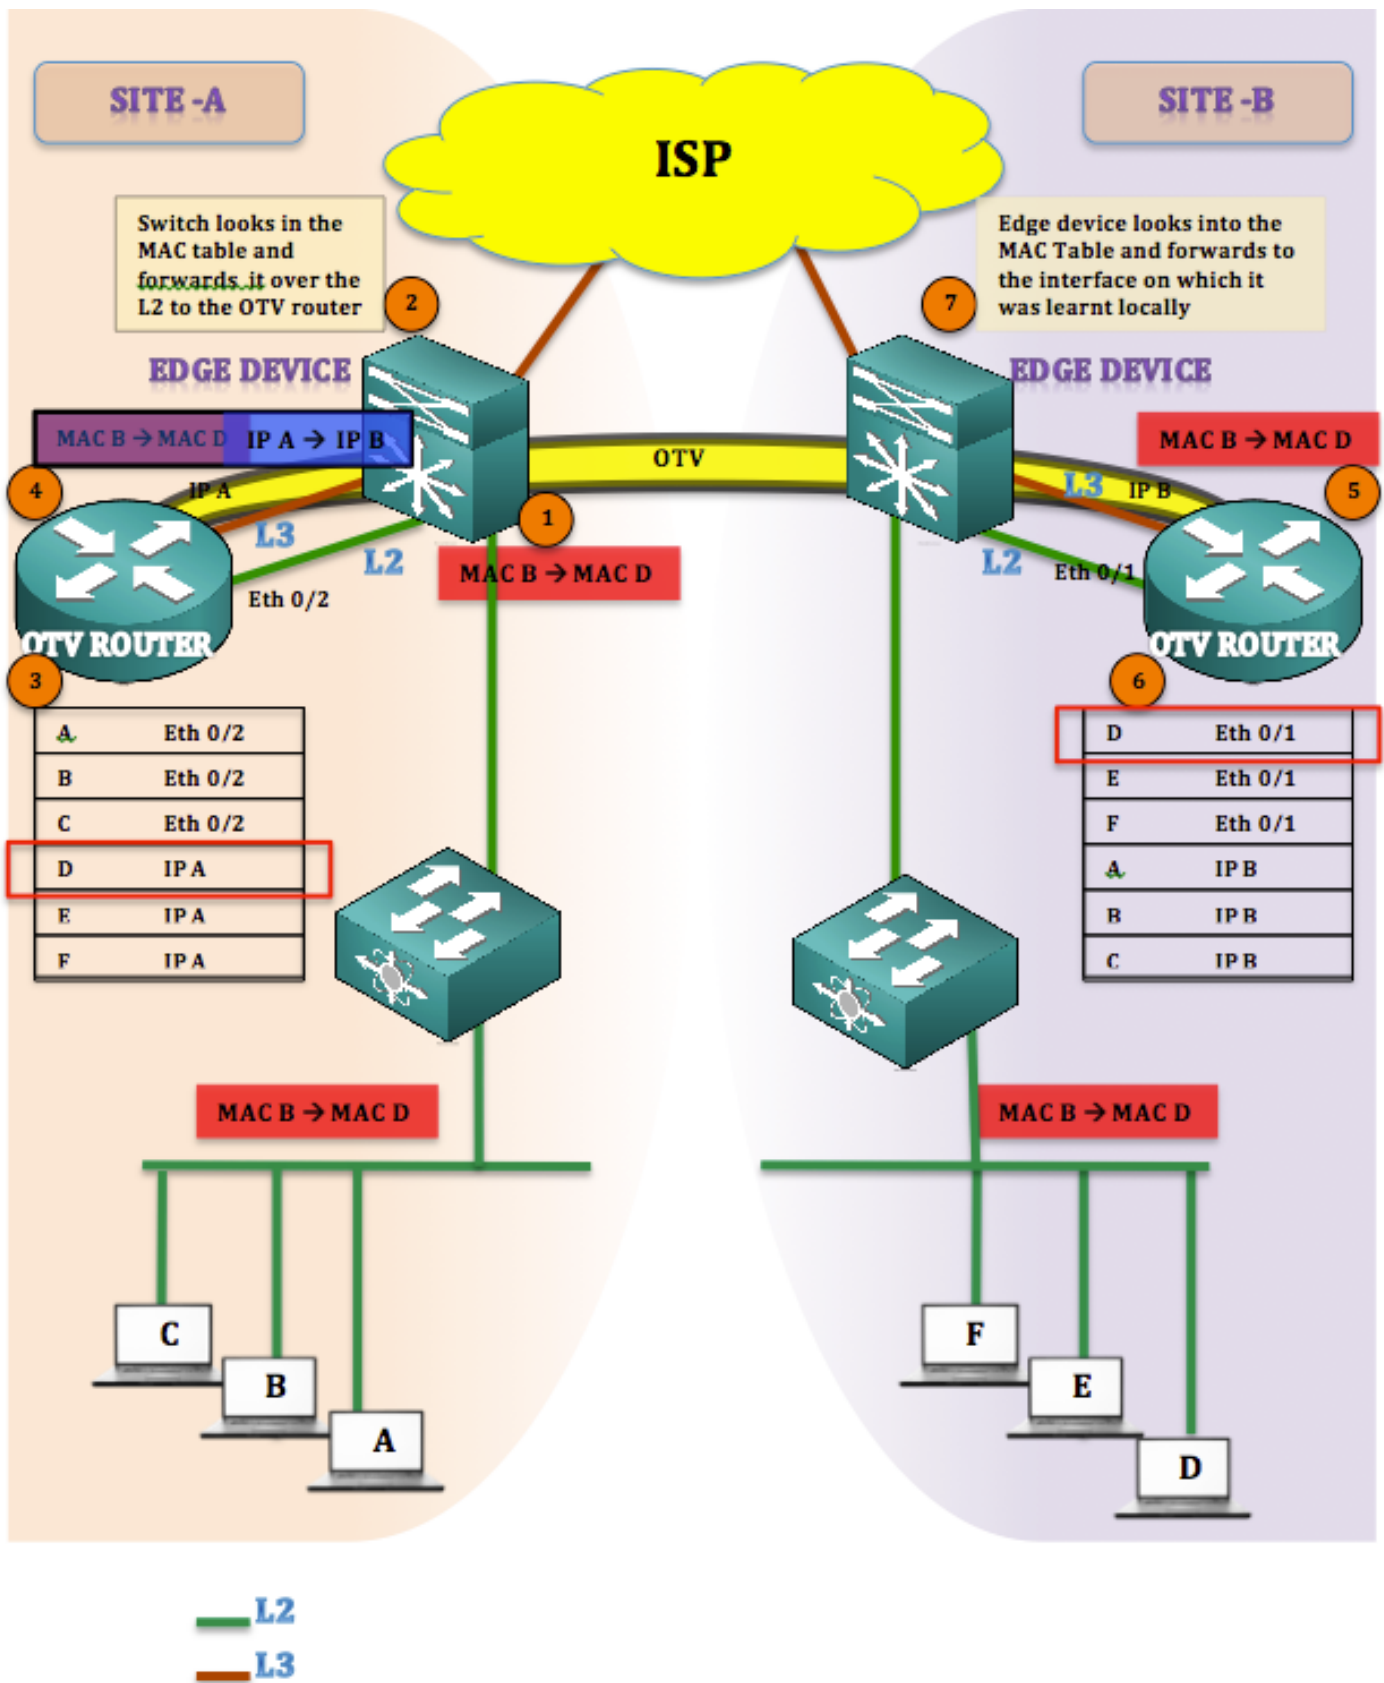 SITE -A
SITE -B
ISP
Switch looks in the
MAC table and
forwards it over the
L2 to the OTV router
2
7
Edge device looks into the
MAC Table and forwards to
the interface on which it
was learnt locally
EDGE DEVICE
EDGE DEVICE
MAC B → MAC D IP A → IP B
OTV
MAC B → MAC D
4
IP A
L3
L2
Eth 0/2
1
MAC B → MAC D
L3
IP B
5
L2
Eth 0/1
OTV ROUTER
OTV ROUTER
3
A Eth 0/2
B Eth 0/2
C Eth 0/2
D IP A
E IP A
F IP A
6
D Eth 0/1
E Eth 0/1
F Eth 0/1
A IP B
B IP B
C IP B
MAC B → MAC D
MAC B → MAC D
C
B
A
F
E
D
L2
L3